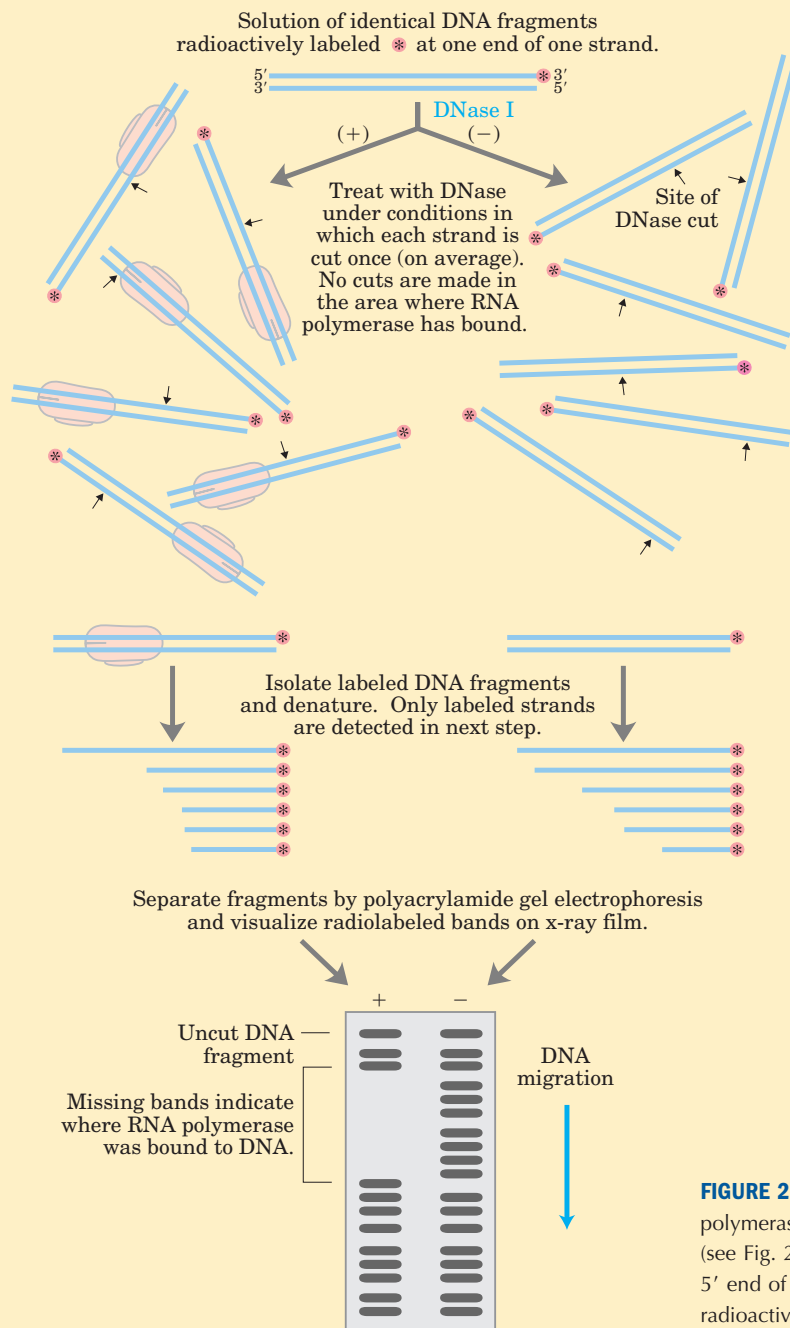 Solution of identical DNA fragments
radioactively labeled * at one end of one strand.
5′ * 3′
3′ 5′
DNase I
(+) (−)
Treat with DNase
under conditions in
which each strand is
cut once (on average).
No cuts are made in
the area where RNA
polymerase has bound.
Site of
DNase cut
Isolate labeled DNA fragments
and denature. Only labeled strands
are detected in next step.
Separate fragments by polyacrylamide gel electrophoresis
and visualize radiolabeled bands on x-ray film.
+ −
Uncut DNA
fragment
DNA
migration
Missing bands indicate
where RNA polymerase
was bound to DNA.
FIGURE 2
polymeras
(see Fig. 2
5′ end of
radioactiv